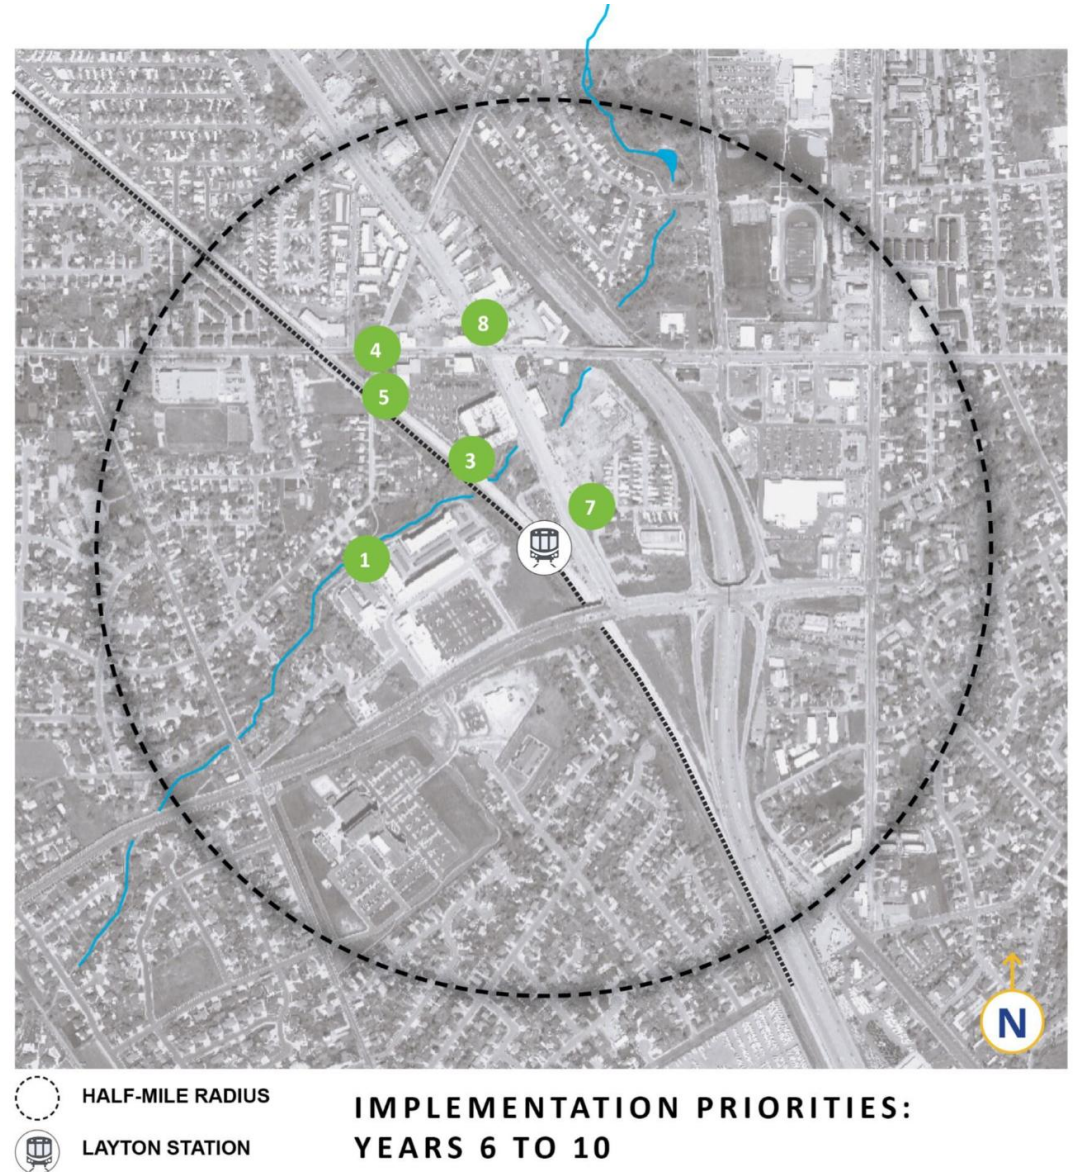 8
4
5
3
7
1
N
HALF-MILE RADIUS
LAYTON STATION
IMPLEMENTATION PRIORITIES:
YEARS 6 TO 10